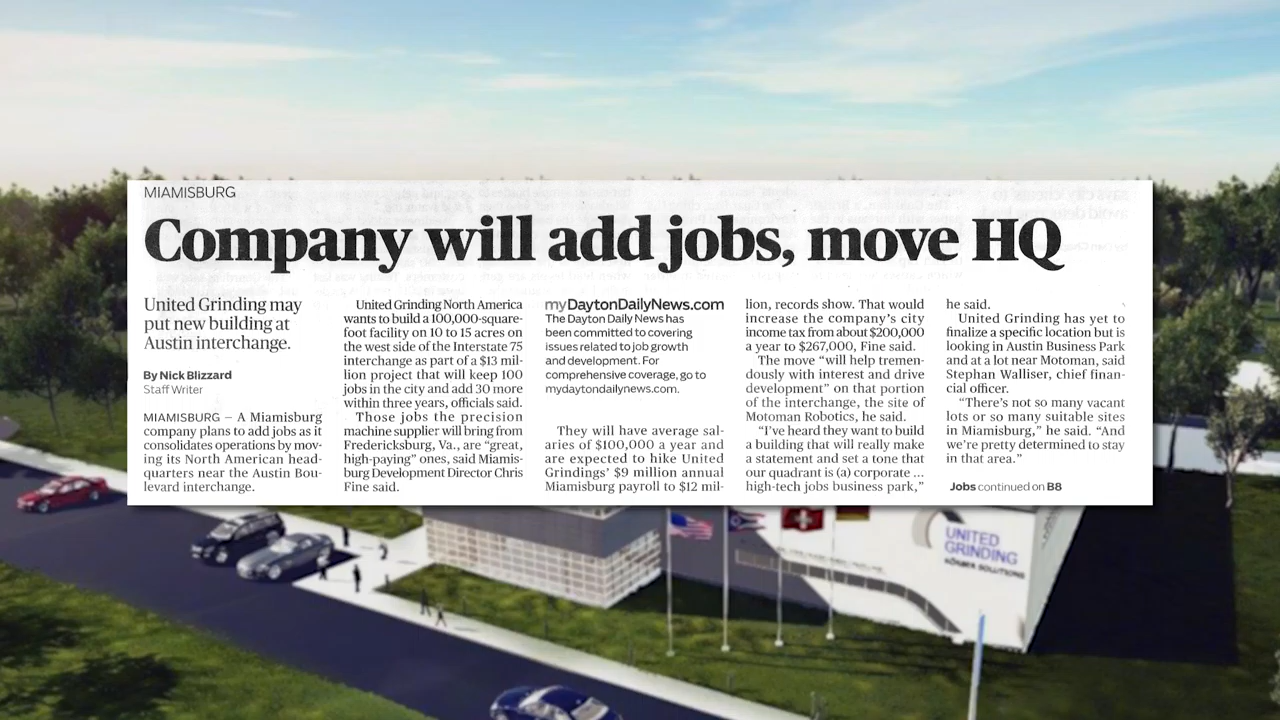 MIAMISBURG
Company will add jobs, move HQ
United Grinding may
put new building at
Austin interchange.
By Nick Blizzard
Staff Writer
MIAMISBURG — A Miamisburg
company plans to add jobs as it
consolidates operations by mov-
ing its North American head-
quarters near the Austin Bou-
levard interchange.
United Grinding North America
wants to build a 100,000-square-
foot facility on 10 to 15 acres on
the west side of the Interstate 75
interchange as part of a $13 mil-
lion project that will keep 100
jobs in the city and add 30 more
within three years, officials said.
Those jobs the precision
machine supplier will bring from
Fredericksburg, Va., are “great,
high-paying” ones, said Miamis-
burg Development Director Chris
Fine said.
myDaytonDailyNews.com
The Dayton Daily News has
been committed to covering
issues related to job growth
and development. For
comprehensive coverage, go to
mydaytondailynews.com.
They will have average sal-
aries of $100,000 a year and
are expected to hike United
Grindings’ $9 million annual
Miamisburg payroll to $12 mil-
lion, records show. That would
increase the company’s city
income tax from about $200,000
a year to $267,000, Fine said.
The move “will help tremen-
dously with interest and drive
development” on that portion
of the interchange, the site of
Motoman Robotics, he said.
“I’ve heard they want to build
a building that will really make
a statement and set a tone that
our quadrant is (a) corporate ...
high-tech jobs business park,”
he said.
United Grinding has yet to
finalize a specific location but is
looking in Austin Business Park
and at a lot near Motoman, said
Stephan Walliser, chief finan-
cial officer.
“There’s not so many vacant
lots or so many suitable sites
in Miamisburg,” he said. “And
we’re pretty determined to stay
in that area.”
Jobs continued on B8
UNITED
GRINDING
KÖRBER SOLUTIONS